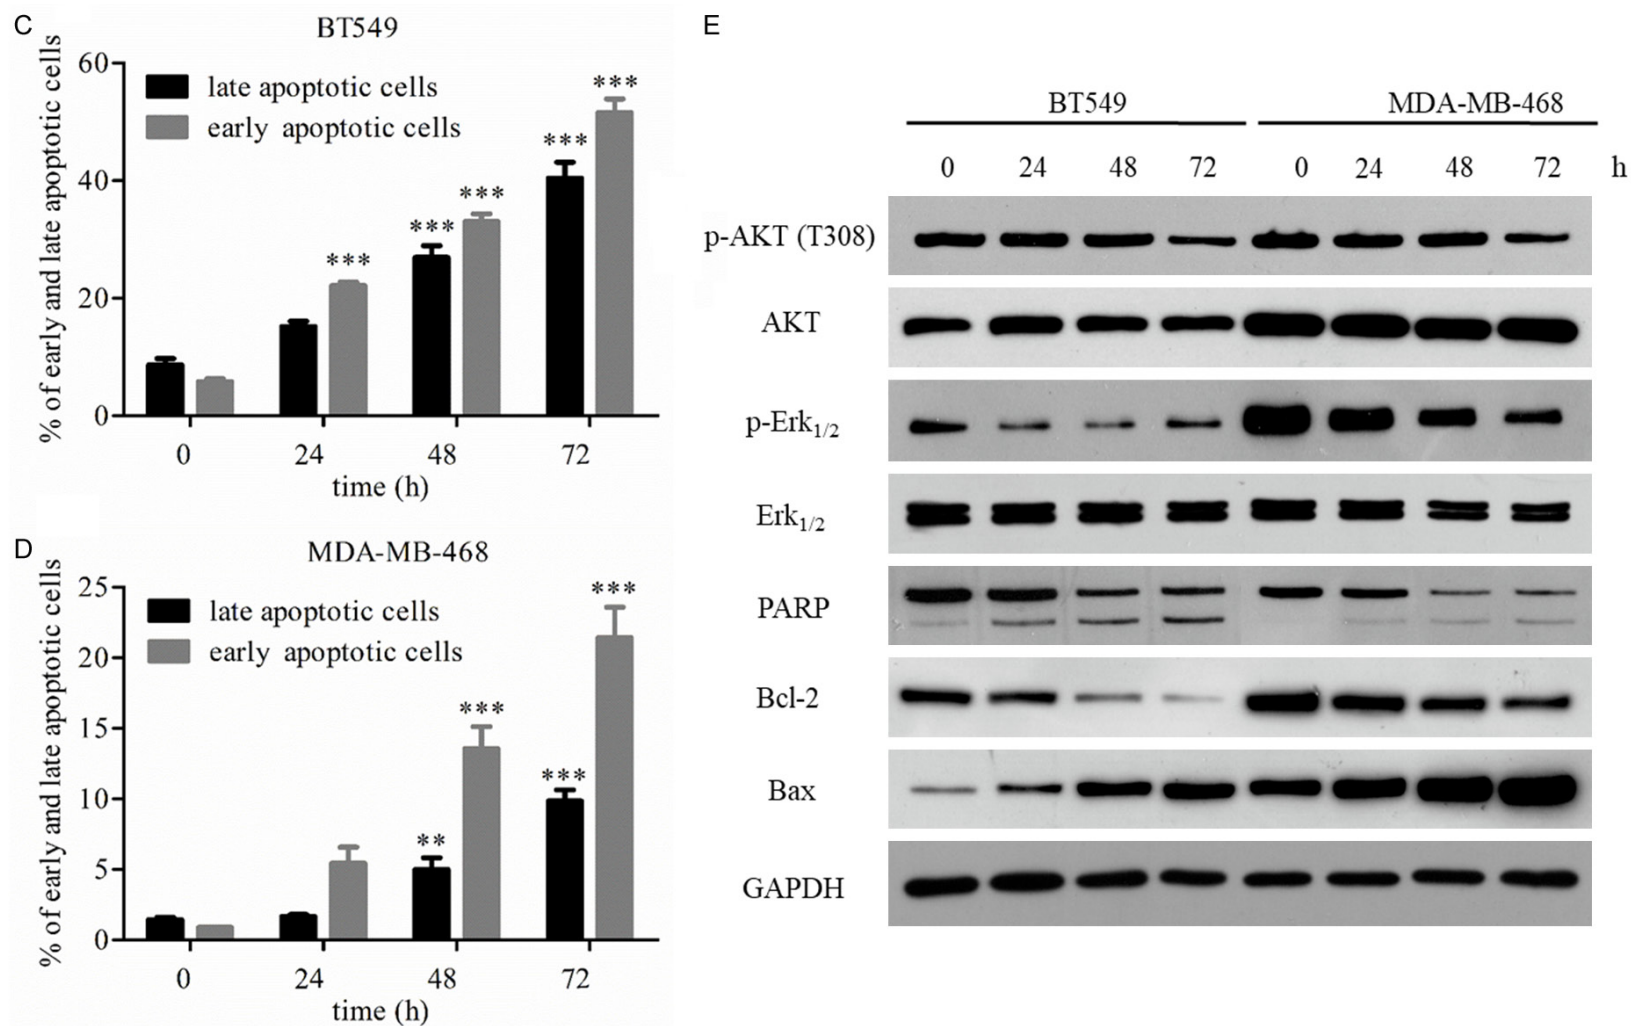 C
BT549
% of early and late apoptotic cells
60
40
20
0
late apoptotic cells
early apoptotic cells
***
***
***
***
***
0 24 48 72
time (h)
D
MDA-MB-468
% of early and late apoptotic cells
25
20
15
10
5
0
late apoptotic cells
early apoptotic cells
**
***
***
***
0 24 48 72
time (h)
E
BT549 MDA-MB-468
0 24 48 72 0 24 48 72 h
p-AKT (T308)
AKT
p-Erk1/2
Erk1/2
PARP
Bcl-2
Bax
GAPDH